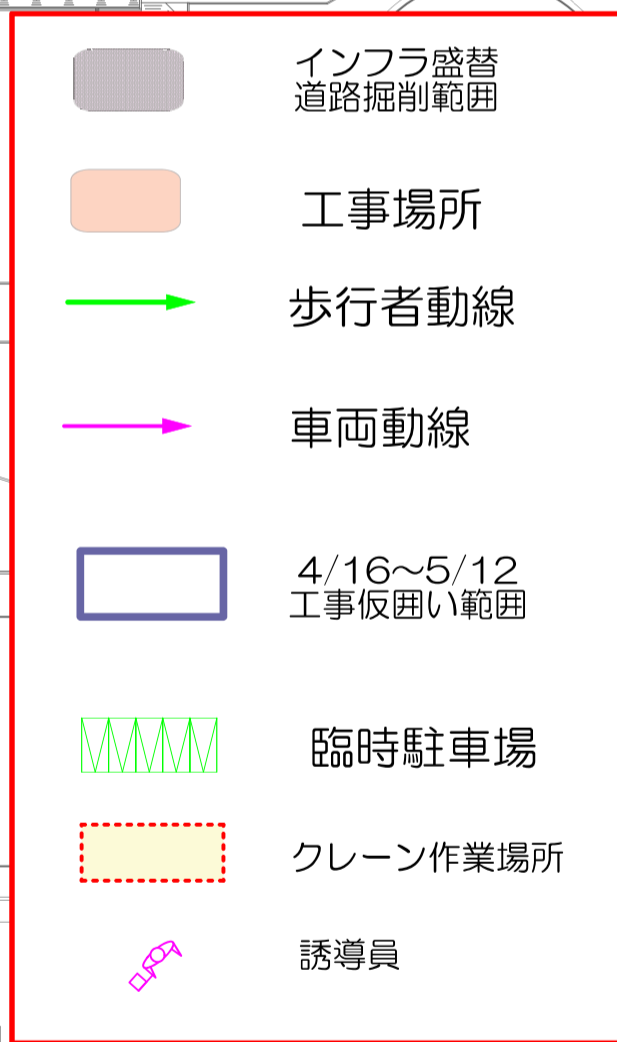 インフラ盛替
道路掘削範囲
工事場所
歩行者動線
車両動線
4/16～5/12
工事仮囲い範囲
臨時駐車場
クレーン作業場所
誘導員